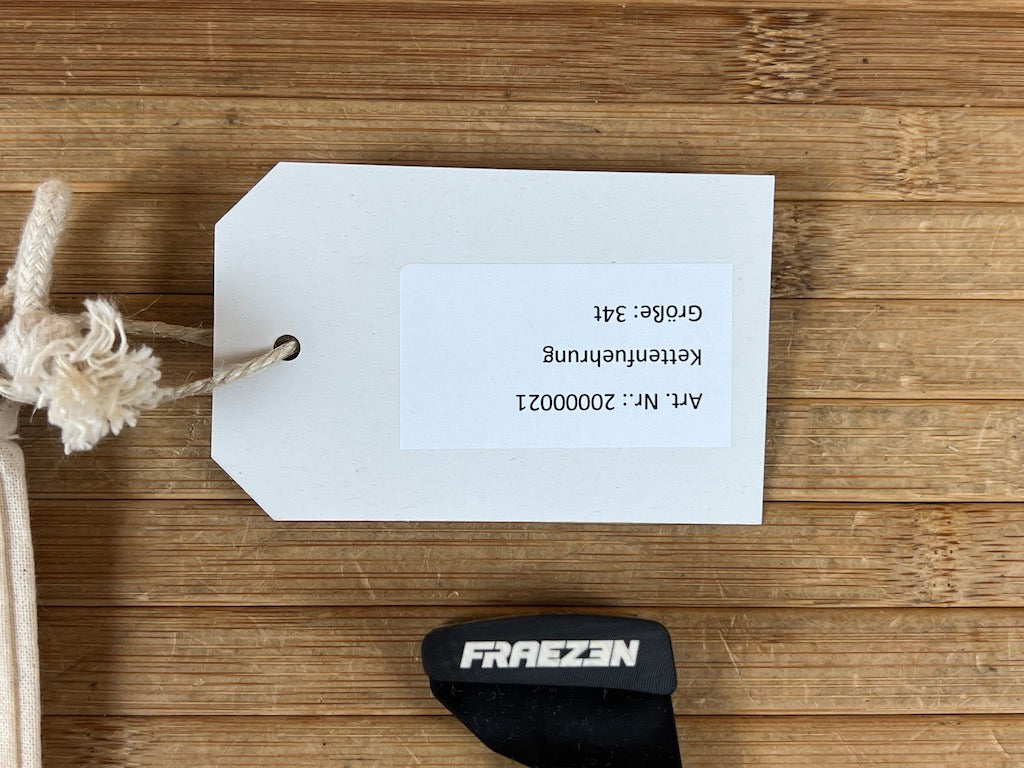 Art. Nr.: 20000021
Kettenfuehrung
Größe: 34t
FRAEZEN